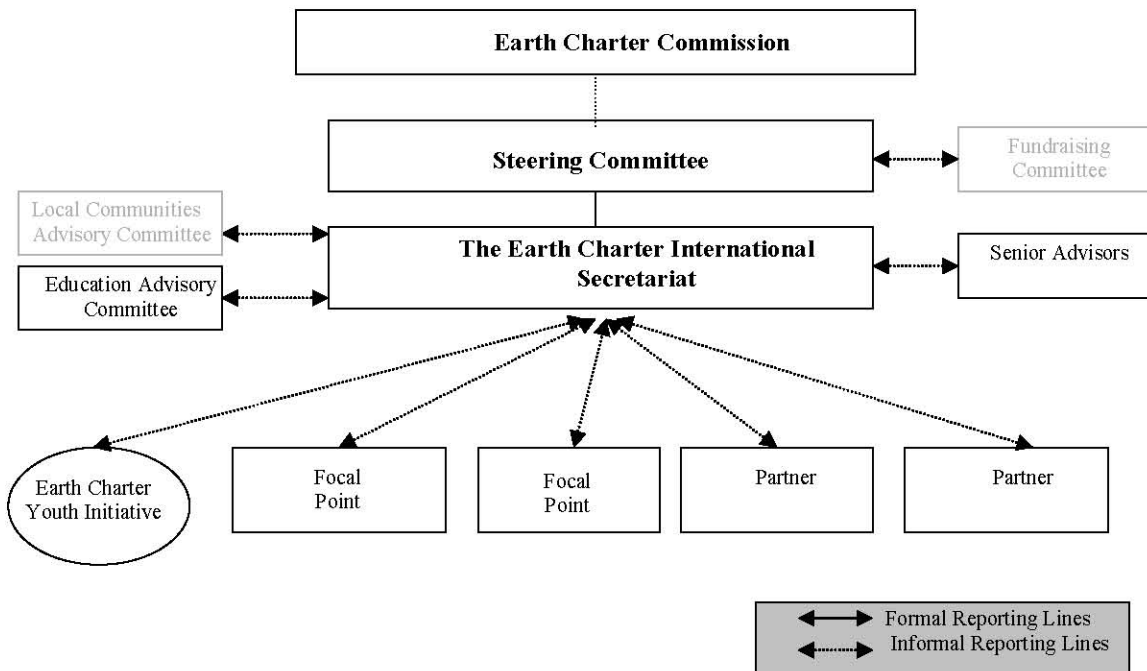 Earth Charter Commission
Steering Committee
Fundraising
Committee
Local Communities
Advisory Committee
The Earth Charter International
Secretariat
Senior Advisors
Education Advisory
Committee
Earth Charter
Youth Initiative
Focal
Point
Focal
Point
Partner
Partner
Formal Reporting Lines
Informal Reporting Lines